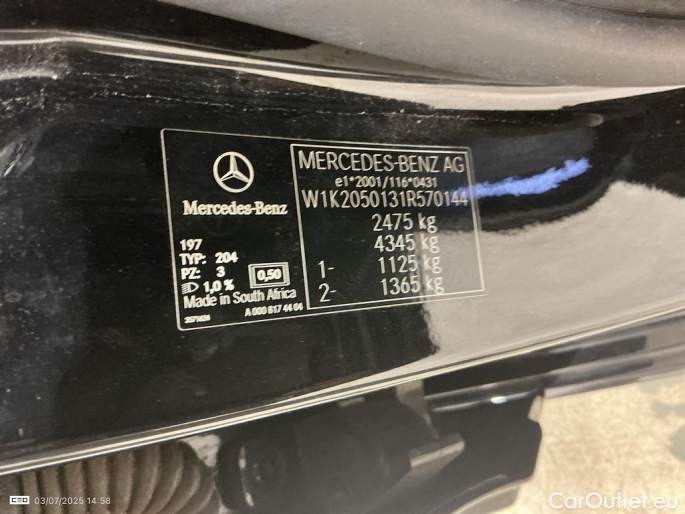 MERCEDES-BENZ AG
e1*2001/116*0431
W1K2050131R570144
2475 kg
4345 kg
1- 1125 kg
2- 1365 kg
Mercedes-Benz
197
TYP: 204
PZ: 3
0,50
1,0 %
Made in South Africa
A 000 817 44 04
CEO 03/07/2025 14:58
CarOutlet.eu